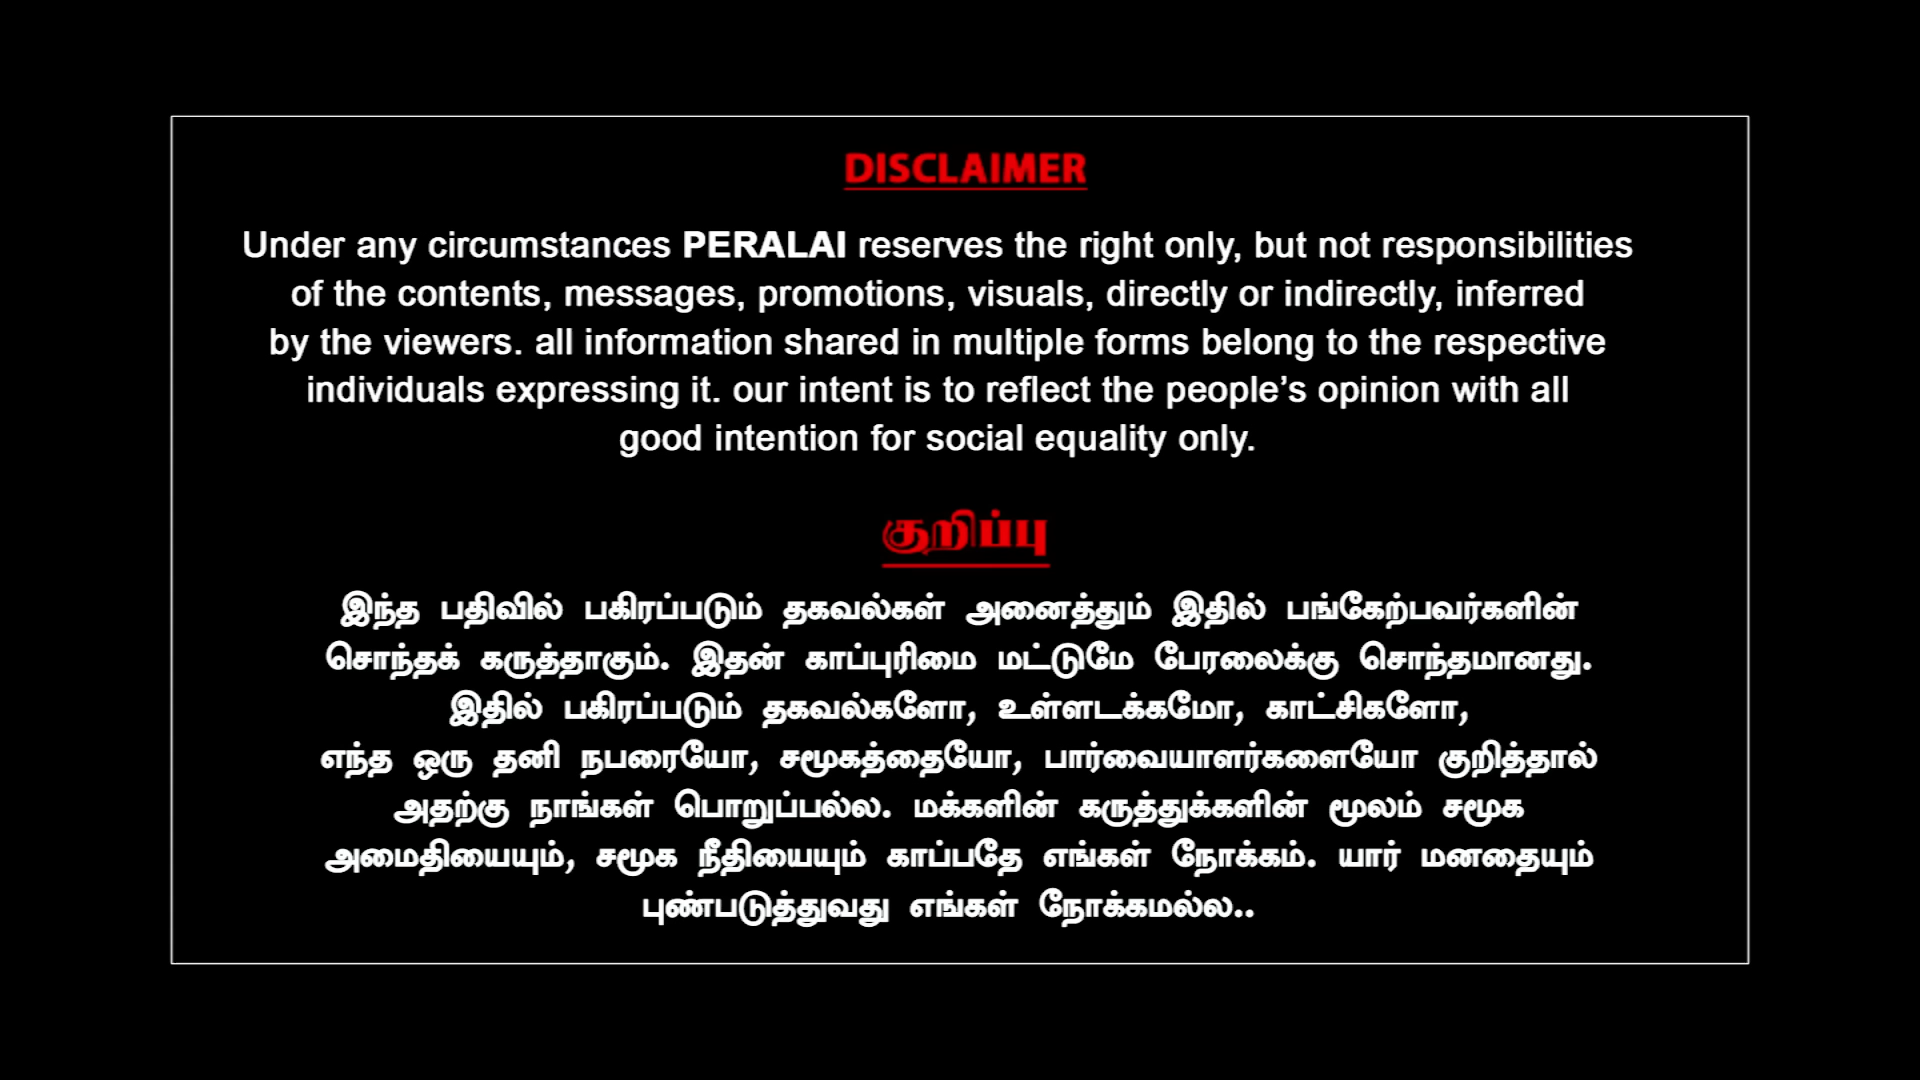 DISCLAIMER
Under any circumstances PERALAI reserves the right only, but not responsibilities
of the contents, messages, promotions, visuals, directly or indirectly, inferred
by the viewers. all information shared in multiple forms belong to the respective
individuals expressing it. our intent is to reflect the people’s opinion with all
good intention for social equality only.
குறிப்பு
இந்த பதிவில் பகிரப்படும் தகவல்கள் அனைத்தும் இதில் பங்கேற்பவர்களின்
சொந்தக் கருத்தாகும். இதன் காப்புரிமை மட்டுமே பேரலைக்கு சொந்தமானது.
இதில் பகிரப்படும் தகவல்களோ, உள்ளடக்கமோ, காட்சிகளோ,
எந்த ஒரு தனி நபரையோ, சமூகத்தையோ, பார்வையாளர்களையோ குறித்தால்
அதற்கு நாங்கள் பொறுப்பல்ல. மக்களின் கருத்துக்களின் மூலம் சமூக
அமைதியையும், சமூக நீதியையும் காப்பதே எங்கள் நோக்கம். யார் மனதையும்
புண்படுத்துவது எங்கள் நோக்கமல்ல..